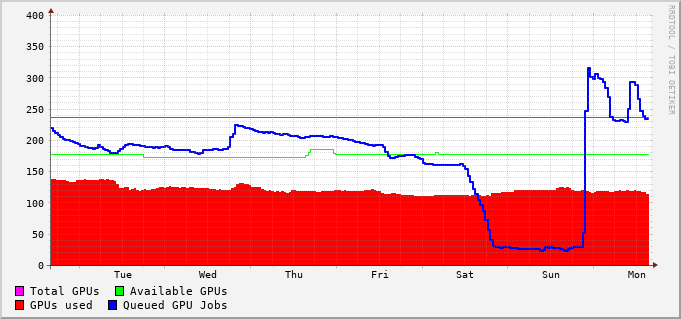 400
350
300
250
200
150
100
50
0
Tue Wed Thu Fri Sat Sun Mon
Total GPUs Available GPUs
GPUs used Queued GPU Jobs
RRDTOOL / TOBI OETIKER